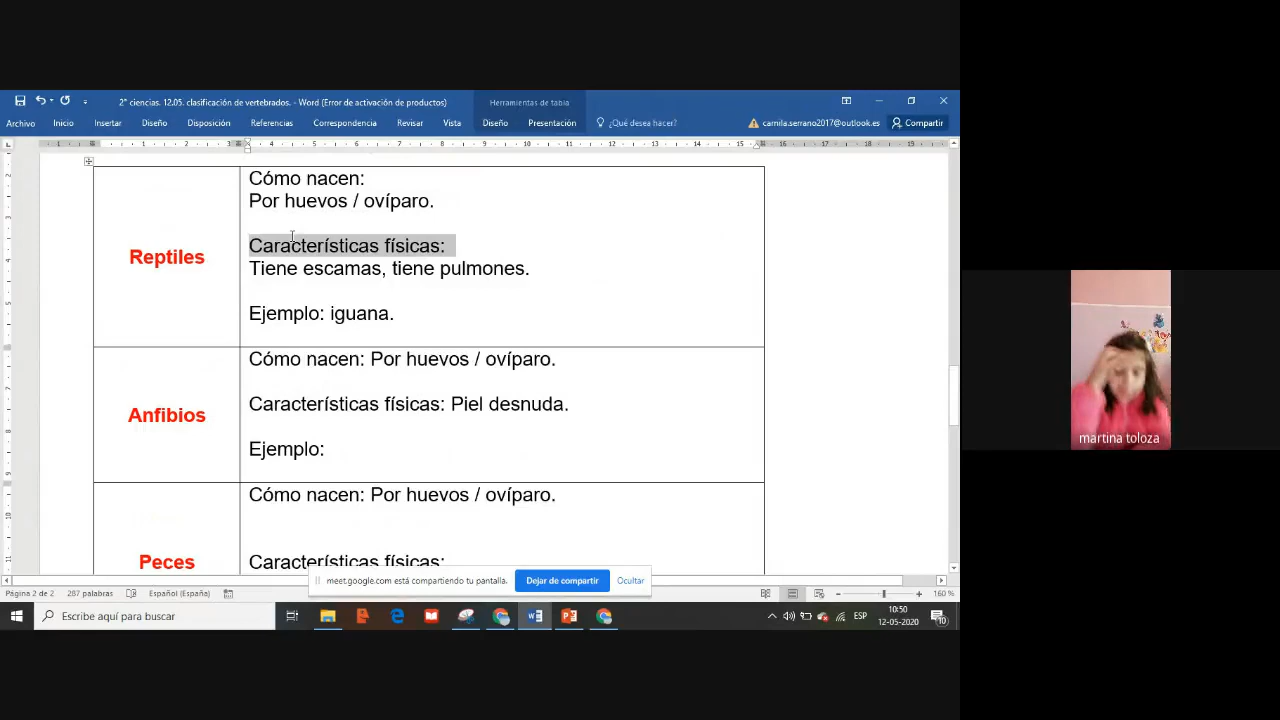 2° ciencias. 12.05. clasificación de vertebrados. - Word (Error de activación de productos)
Herramientas de tabla
Archivo Inicio Insertar Diseño Disposición Referencias Correspondencia Revisar Vista Diseño Presentación ¿Qué desea hacer? camila.serrano2017@outlook.es Compartir
Cómo nacen:
Por huevos / ovíparo.
Características físicas:
Reptiles
Tiene escamas, tiene pulmones.
Ejemplo: iguana.
Cómo nacen: Por huevos / ovíparo.
Características físicas: Piel desnuda.
Anfibios
Ejemplo:
Cómo nacen: Por huevos / ovíparo.
Peces
Características físicas:
martina toloza
meet.google.com está compartiendo tu pantalla. Dejar de compartir Ocultar
Página 2 de 2 287 palabras Español (España) 160 %
Escribe aquí para buscar
ESP
10:50
12-05-2020
10